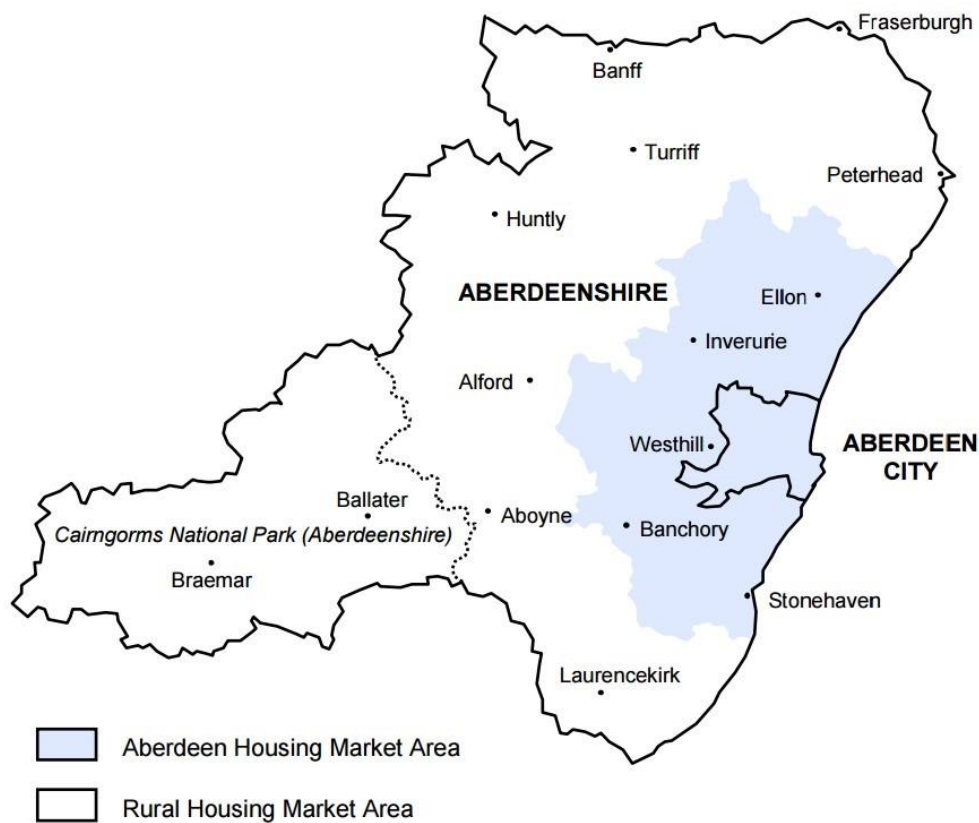 Fraserburgh
Banff
Turriff
Peterhead
Huntly
ABERDEENSHIRE
Ellon
Inverurie
Alford
Westhill
ABERDEEN
CITY
Ballater
Aboyne
Cairngorms National Park (Aberdeenshire)
Banchory
Braemar
Stonehaven
Laurencekirk
Aberdeen Housing Market Area
Rural Housing Market Area